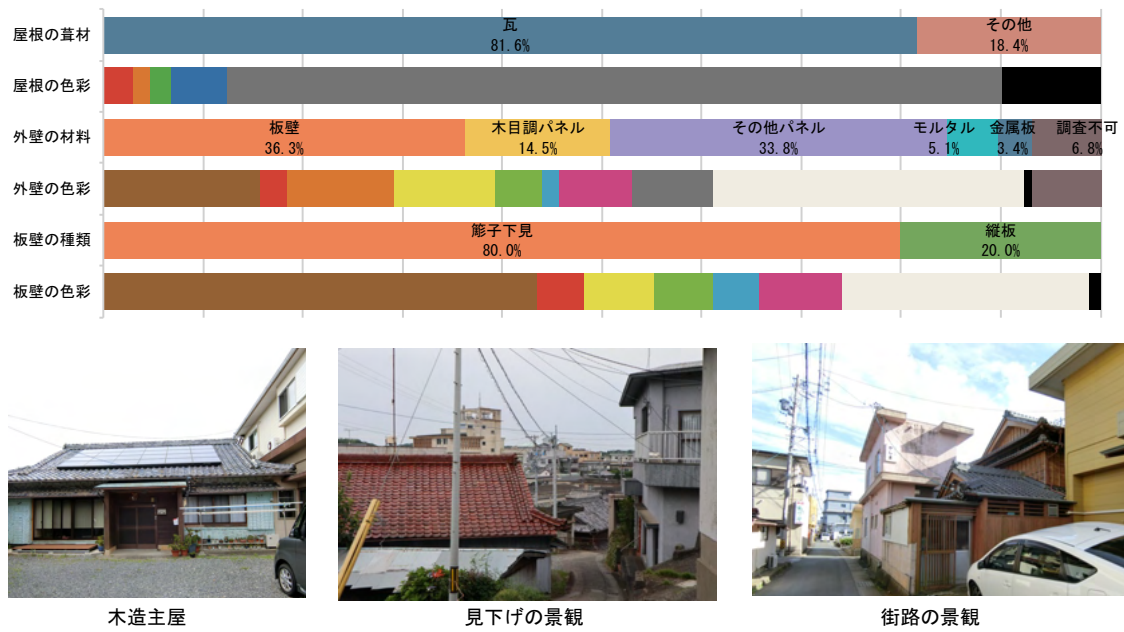 屋根の葺材
瓦
81.6%
その他
18.4%
屋根の色彩
外壁の材料
板壁
36.3%
木目調パネル
14.5%
その他パネル
33.8%
モルタル
5.1%
金属板
3.4%
調査不可
6.8%
外壁の色彩
板壁の種類
簓子下見
80.0%
縦板
20.0%
板壁の色彩
木造主屋
見下げの景観
街路の景観